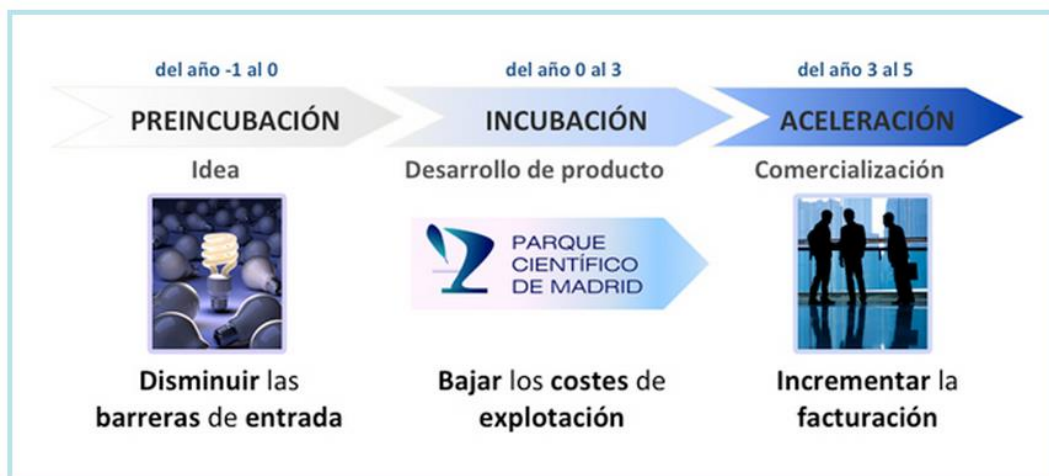 del año -1 al 0
PREINCUBACIÓN
Idea
Disminuir las
barreras de entrada
del año 0 al 3
INCUBACIÓN
Desarrollo de producto
PARQUE
CIENTÍFICO
DE MADRID
Bajar los costes de
explotación
del año 3 al 5
ACELERACIÓN
Comercialización
Incrementar la
facturación